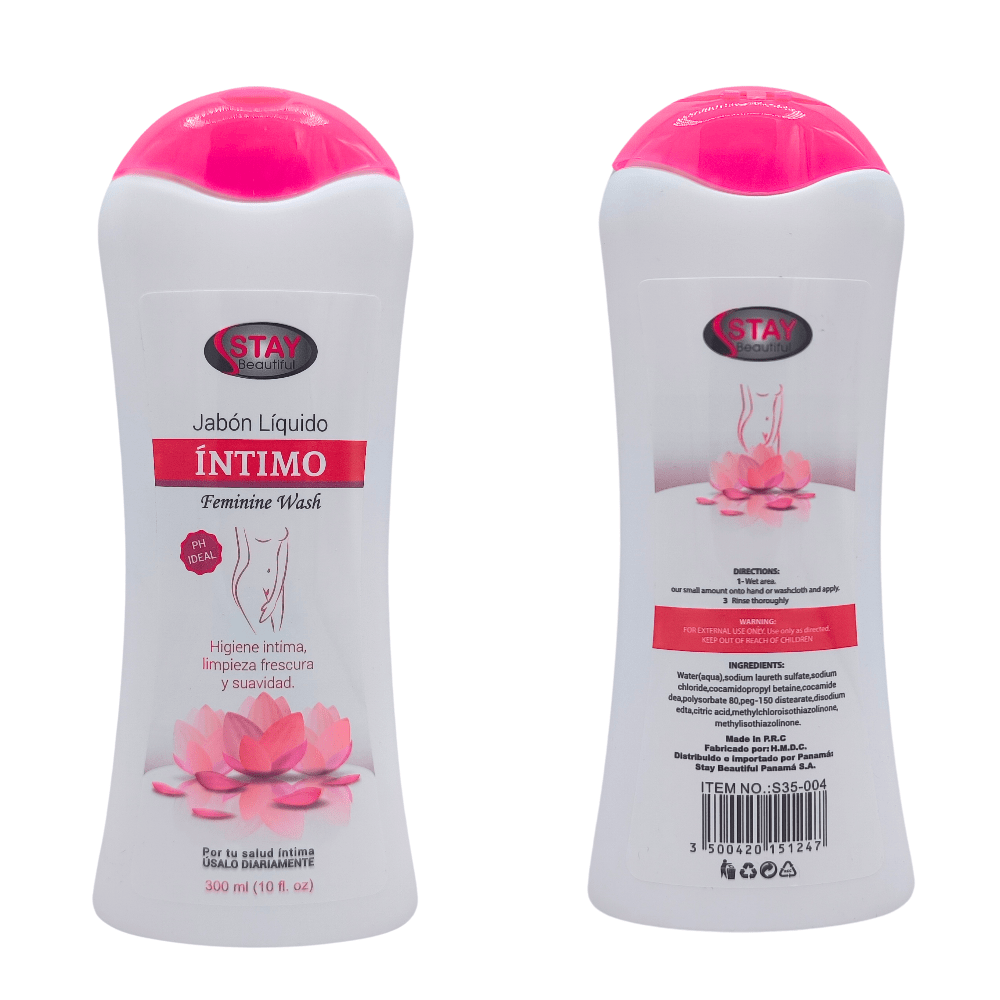 STAY
Beautiful
Jabón Líquido
ÍNTIMO
Feminine Wash
PH
IDEAL
Higiene intima,
limpieza frescura
y suavidad.
Por tu salud íntima
ÚSALO DIARIAMENTE
300 ml (10 fl. oz)
STAY
Beautiful
DIRECTIONS:
1- Wet area.
our small amount onto hand or washcloth and apply.
3 Rinse thoroughly
WARNING:
FOR EXTERNAL USE ONLY. Use only as directed.
KEEP OUT OF REACH OF CHILDREN
INGREDIENTS:
Water(aqua),sodium laureth sulfate,sodium
chloride,cocamidopropyl betaine,cocamide
dea,polysorbate 80,peg-150 distearate,disodium
edta,citric acid,methylchloroisothiazolinone,
methylisothiazolinone.
Made in P.R.C
Fabricado por: H.M.D.C.
Distribuido e importado por Panamá:
Stay Beautiful Panamá S.A.
ITEM NO.:S35-004
3 500420 151247